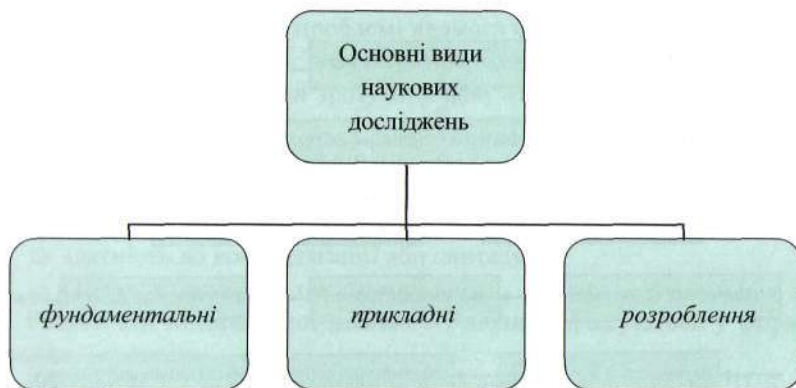 Основні види
наукових
досліджень
фундаментальні
прикладні
розроблення